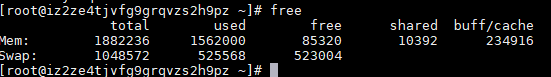 [root@iz2ze4tjvfg9grqvzs2h9pz ~]# free
total used free shared buff/cache
Mem: 1882236 1562000 85320 10392 234916
Swap: 1048572 525568 523004
[root@iz2ze4tjvfg9grqvzs2h9pz ~]#